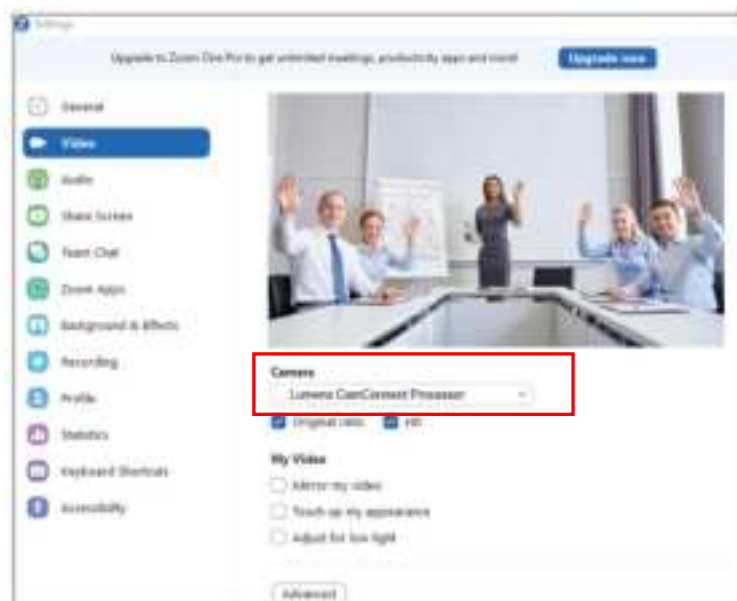 Settings
Upgrade to Zoom One Pro to get unlimited meetings, productivity apps and more!
Upgrade now
General
Video
Audio
Share Screen
Team Chat
Zoom Apps
Background & Effects
Recording
Profile
Statistics
Keyboard Shortcuts
Accessibility
Camera
Lumens CamConnect Processor
Original ratio
HD
My Video
Mirror my video
Touch up my appearance
Adjust for low light
Advanced